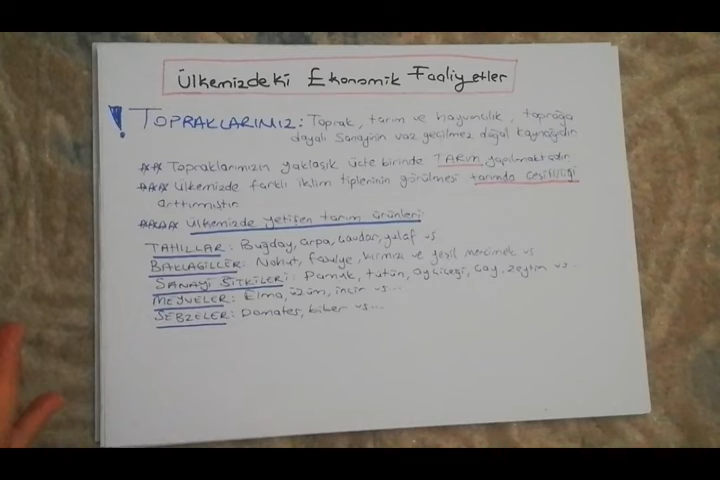 Ülkemizdeki Ekonomik Faaliyetler
! TOPRAKLARIMIZ: Toprak, tarım ve hayvancılık, toprağa
dayalı sanayinin vaz geçilmez doğal kaynağıdır
** Topraklarımızın yaklaşık üçte birinde TARIM yapılmaktadır
*** Ülkemizde farklı iklim tiplerinin görülmesi tarımda çeşitliliği
arttırmıştır
**** Ülkemizde yetişen tarım ürünleri
TAHILLAR: Buğday, arpa, çavdar, yulaf vs
BAKLAGİLLER: Nohut, fasulye, kırmızı ve yeşil mercimek vs
SANAYİ BİTKİLERİ: Pamuk, tütün, ayçiçeği, çay, zeytin vs
MEYVELER: Elma, üzüm, incir vs...
SEBZELER: Domates, biber vs...